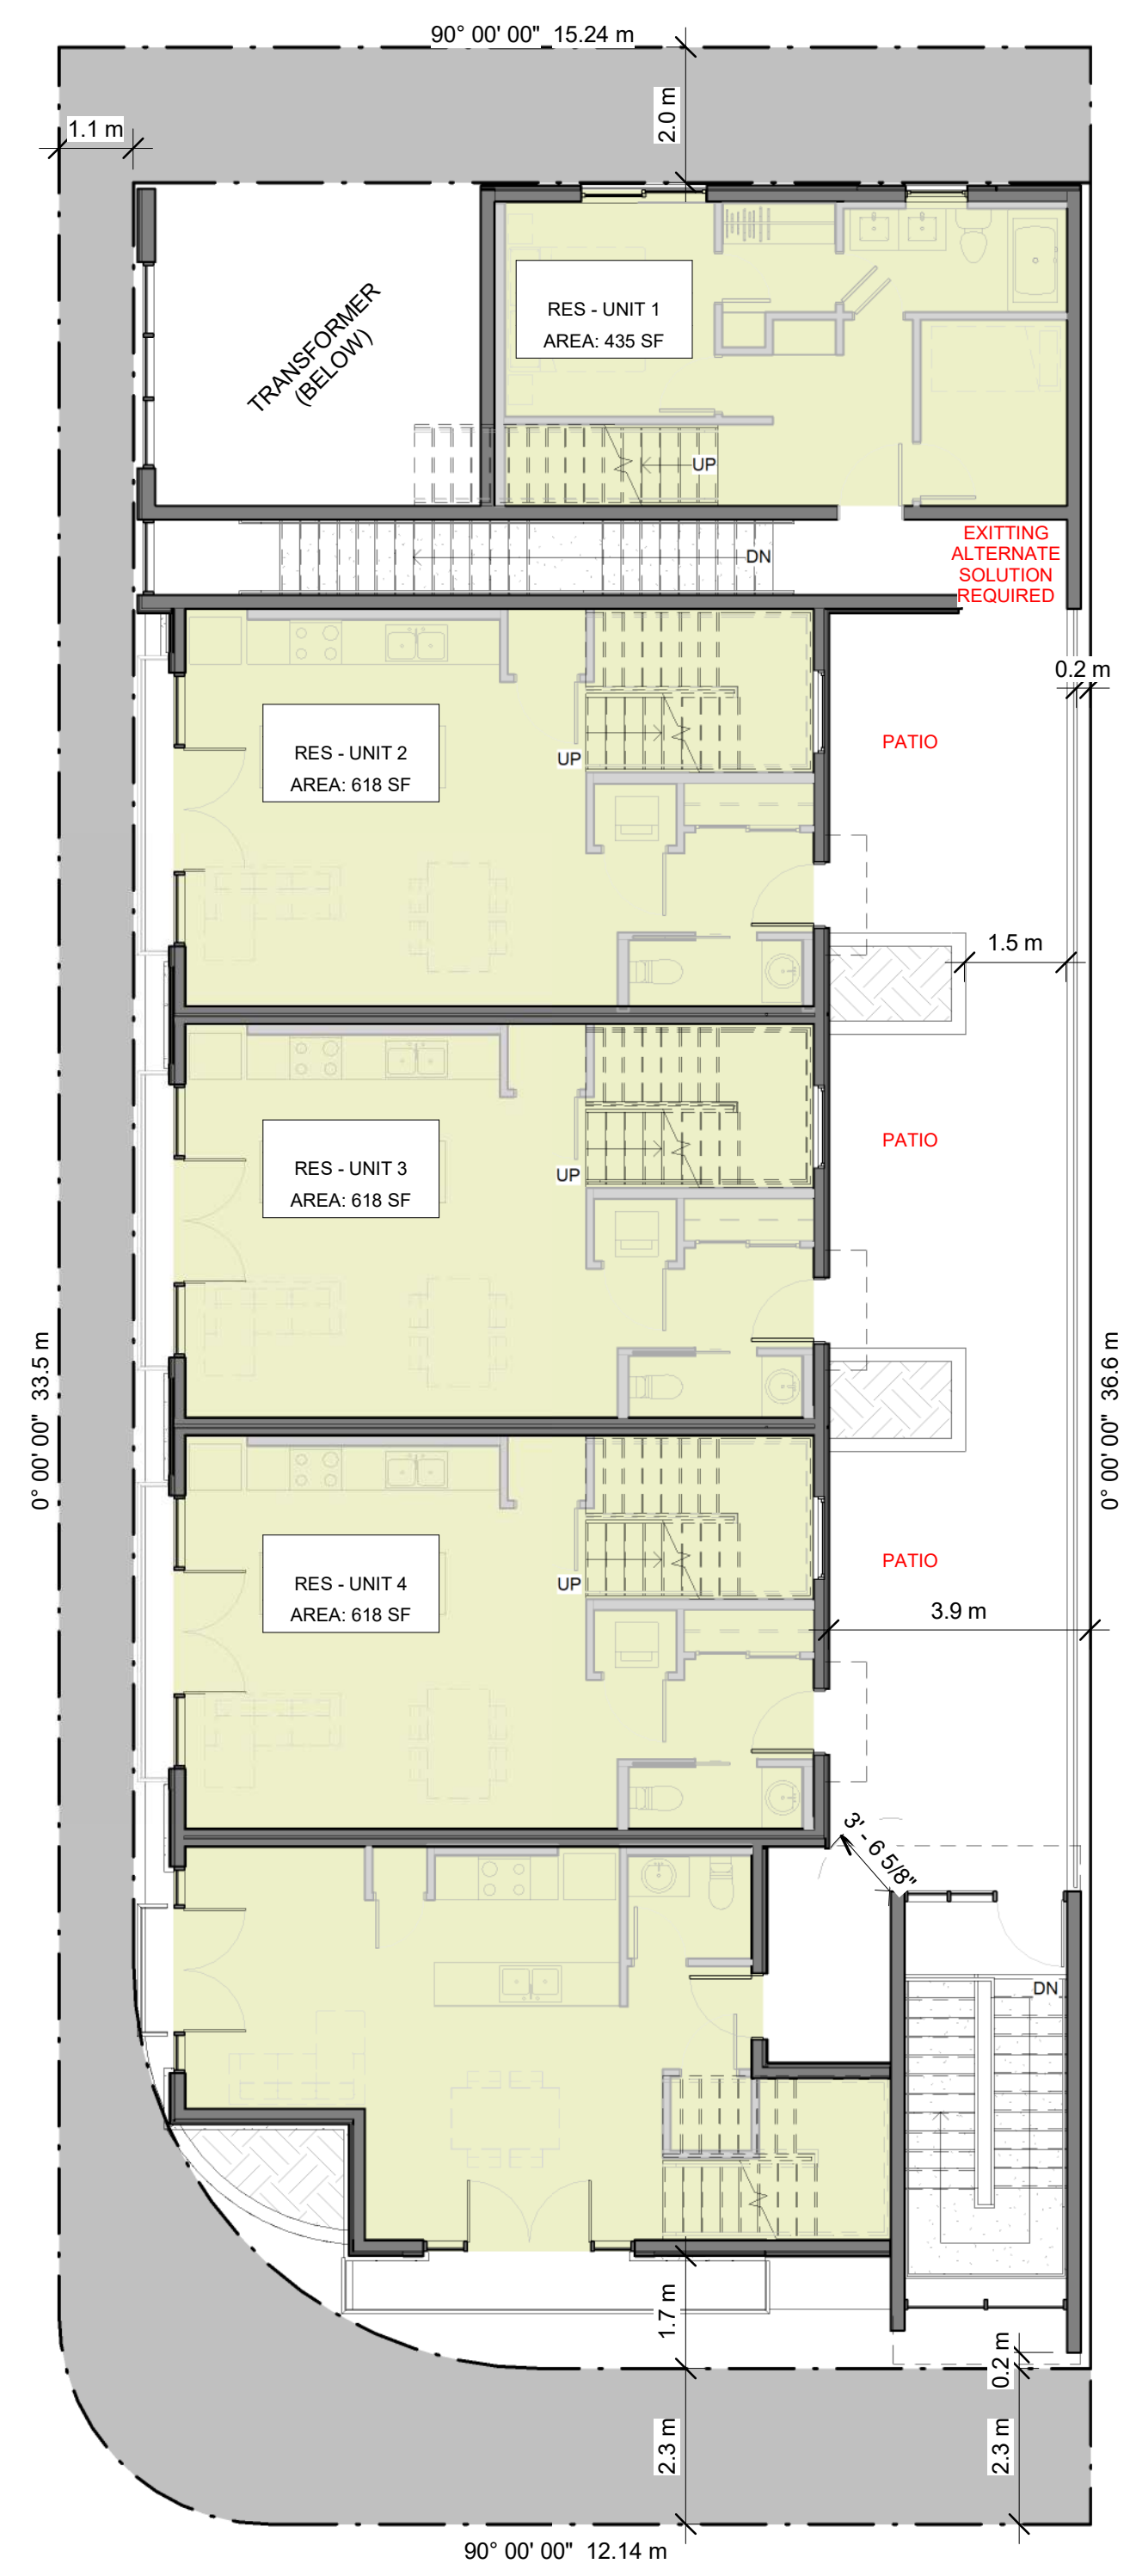 90° 00' 00" 15.24 m
2.0 m
1.1 m
TRANSFORMER
(BELOW)
RES - UNIT 1
AREA: 435 SF
UP
DN
EXITTING
ALTERNATE
SOLUTION
REQUIRED
0.2 m
PATIO
RES - UNIT 2
AREA: 618 SF
UP
1.5 m
RES - UNIT 3
AREA: 618 SF
UP
PATIO
0° 00' 00" 33.5 m
0° 00' 00" 36.6 m
RES - UNIT 4
AREA: 618 SF
UP
PATIO
3.9 m
3' - 6 5/8"
DN
1.7 m
0.2 m
2.3 m
2.3 m
90° 00' 00" 12.14 m